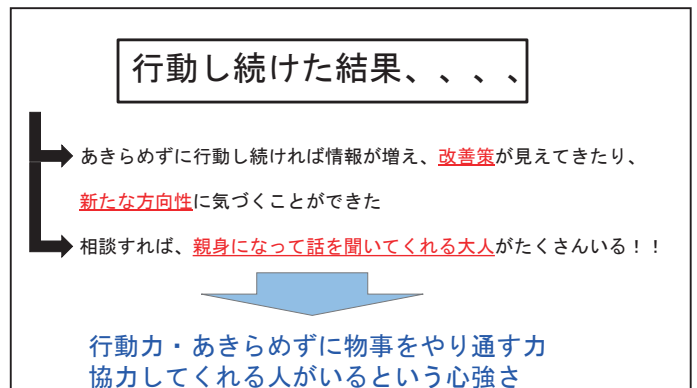 行動し続けた結果、、、、
あきらめずに行動し続ければ情報が増え、改善策が見えてきたり、
新たな方向性に気づくことができた
相談すれば、親身になって話を聞いてくれる大人がたくさんいる！！
行動力・あきらめずに物事をやり通す力
協力してくれる人がいるという心強さ